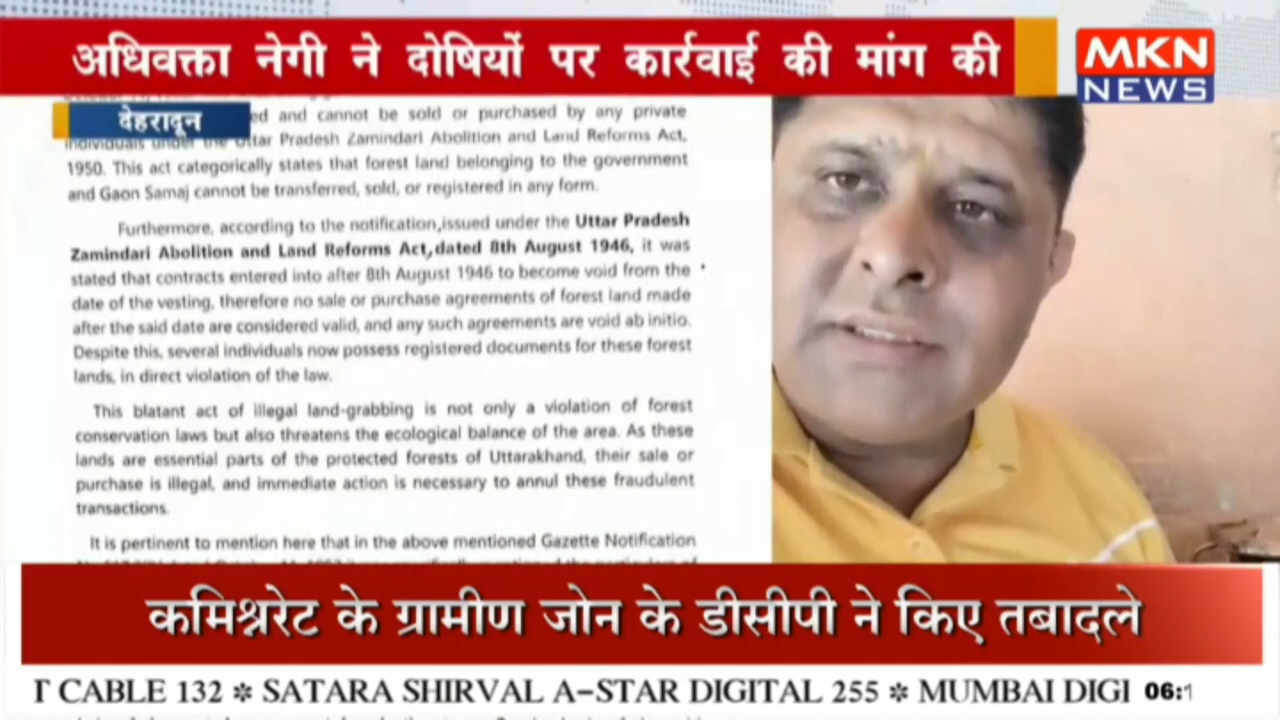 अधिवक्ता नेगी ने दोषियों पर कार्रवाई की मांग की
MKN
NEWS
देहरादून
ed and cannot be sold or purchased by any private
individuals under the Uttar Pradesh Zamindari Abolition and Land Reforms Act,
1950. This act categorically states that forest land belonging to the government
and Gaon Samaj cannot be transferred, sold, or registered in any form.
Furthermore, according to the notification,issued under the Uttar Pradesh
Zamindari Abolition and Land Reforms Act,dated 8th August 1946, it was
stated that contracts entered into after 8th August 1946 to become void from the
date of the vesting, therefore no sale or purchase agreements of forest land made
after the said date are considered valid, and any such agreements are void ab initio.
Despite this, several individuals now possess registered documents for these forest
lands, in direct violation of the law.
This blatant act of illegal land-grabbing is not only a violation of forest
conservation laws but also threatens the ecological balance of the area. As these
lands are essential parts of the protected forests of Uttarakhand, their sale or
purchase is illegal, and immediate action is necessary to annul these fraudulent
transactions.
It is pertinent to mention here that in the above mentioned Gazette Notification
कमिश्नरेट के ग्रामीण जोन के डीसीपी ने किए तबादले
T CABLE 132 ✲ SATARA SHIRVAL A-STAR DIGITAL 255 ✲ MUMBAI DIGI 06:1